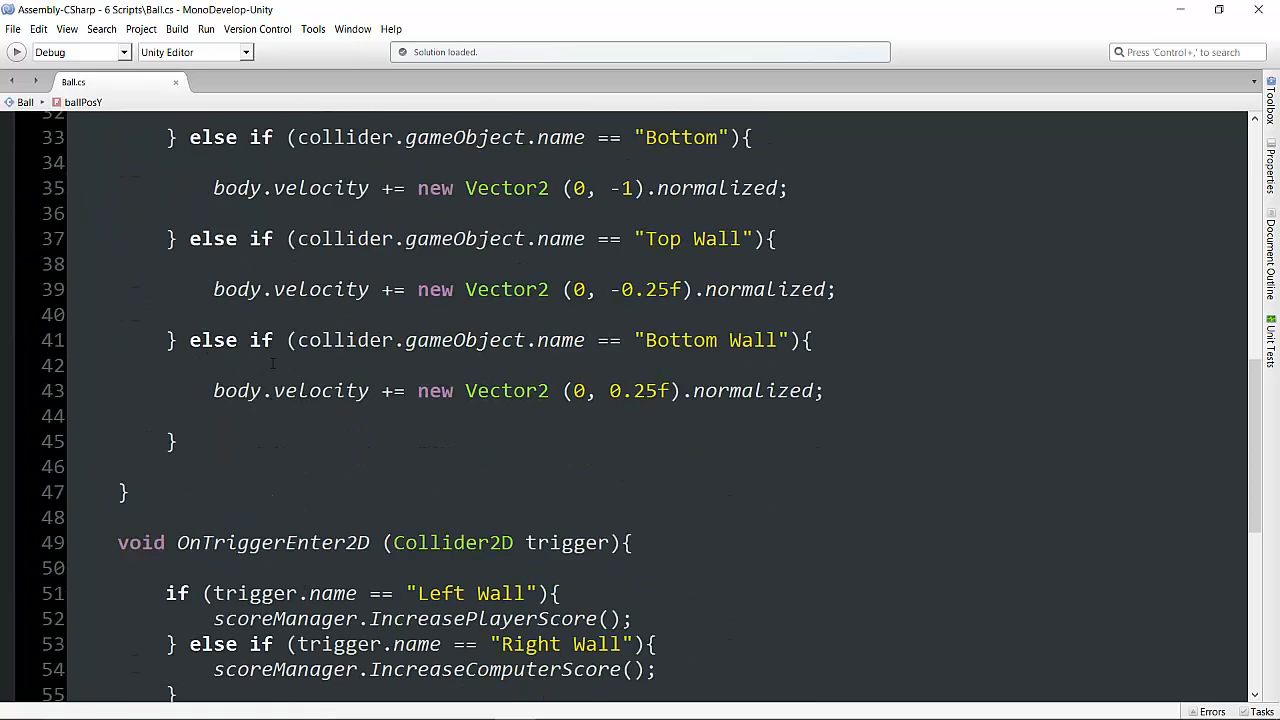 Assembly-CSharp - 6 Scripts\Ball.cs - MonoDevelop-Unity
File Edit View Search Project Build Run Version Control Tools Window Help
Debug Unity Editor Solution loaded. Press 'Control+,' to search
Ball.cs
Ball ballPosY
32
33 } else if (collider.gameObject.name == "Bottom"){
34
35 body.velocity += new Vector2 (0, -1).normalized;
36
37 } else if (collider.gameObject.name == "Top Wall"){
38
39 body.velocity += new Vector2 (0, -0.25f).normalized;
40
41 } else if (collider.gameObject.name == "Bottom Wall"){
42
43 body.velocity += new Vector2 (0, 0.25f).normalized;
44
45 }
46
47 }
48
49 void OnTriggerEnter2D (Collider2D trigger){
50
51 if (trigger.name == "Left Wall"){
52 scoreManager.IncreasePlayerScore();
53 } else if (trigger.name == "Right Wall"){
54 scoreManager.IncreaseComputerScore();
55 }
Toolbox
Properties
Document Outline
Unit Tests
Errors Tasks